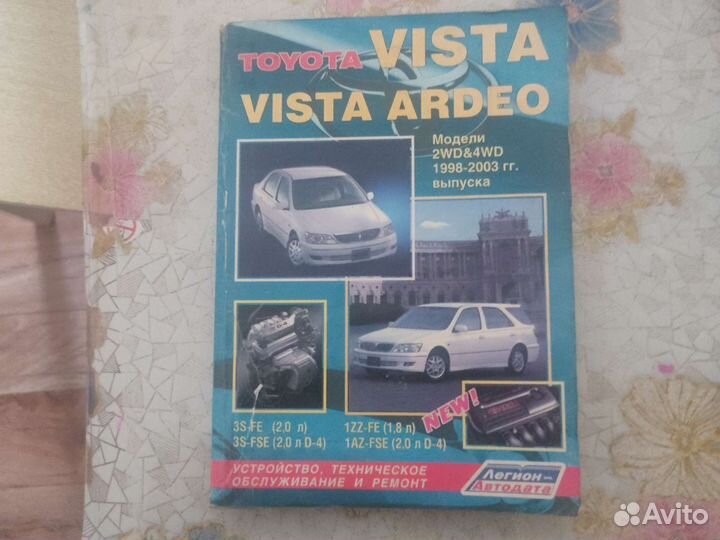 TOYOTA VISTA
VISTA ARDEO
Модели
2WD&4WD
1998-2003 гг.
выпуска
D-4
3S-FE (2,0 л)
3S-FSE (2,0 л D-4)
1ZZ-FE (1,8 л)
1AZ-FSE (2,0 л D-4)
NEW!
УСТРОЙСТВО, ТЕХНИЧЕСКОЕ
ОБСЛУЖИВАНИЕ И РЕМОНТ
Легион-
Автодата
Avito